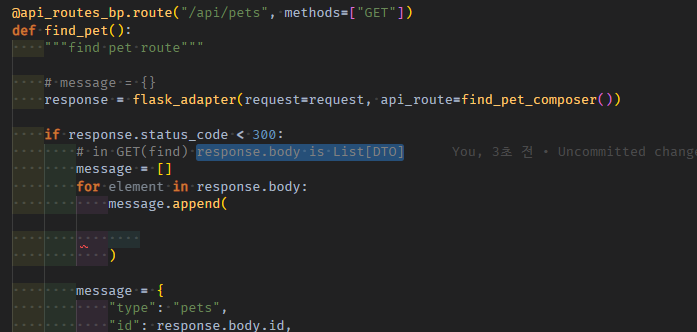 @api_routes_bp.route("/api/pets", methods=["GET"])
def find_pet():
"""find pet route"""
# message = {}
response = flask_adapter(request=request, api_route=find_pet_composer())
if response.status_code < 300:
# in GET(find) response.body is List[DTO] You, 3초 전 • Uncommitted change
message = []
for element in response.body:
message.append(
)
message = {
"type": "pets",
"id": response.body.id,